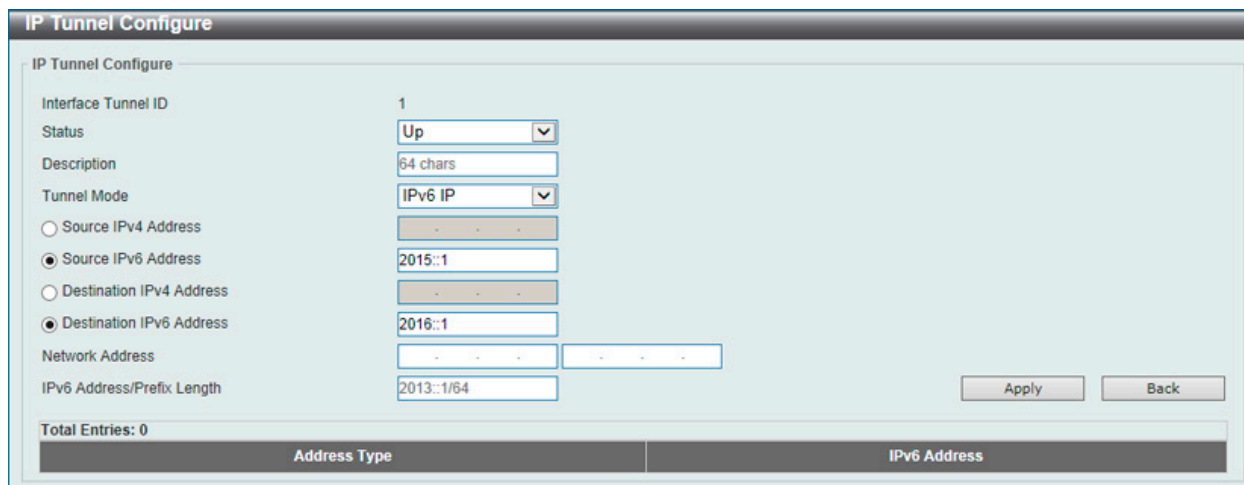 IP Tunnel Configure
IP Tunnel Configure
Interface Tunnel ID 1
Status Up
Description 64 chars
Tunnel Mode IPv6 IP
Source IPv4 Address . . .
Source IPv6 Address 2015::1
Destination IPv4 Address . . .
Destination IPv6 Address 2016::1
Network Address . . . . . .
IPv6 Address/Prefix Length 2013::1/64 Apply Back
Total Entries: 0
Address Type IPv6 Address